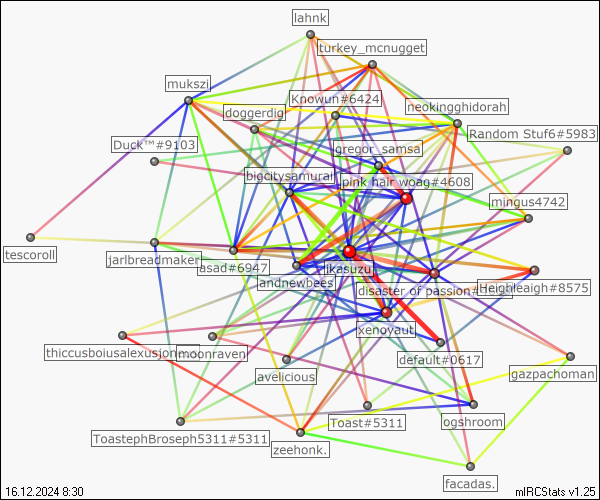 lahnk
turkey_mcnugget
mukszi
Knowun#6424
neokingghidorah
doggerdig
Random Stuf6#5983
Duck™#9103
gregor_samsa
bigcitysamurai
pink hair woag#4608
mingus4742
tescoroll
jarlbreadmaker
asad#6947
ikasuzu
andnewbees
disaster of passion#
Heighleaigh#8575
xenoyaut
thiccusboiusalexusjon
moonraven
default#0617
avelicious
gazpachoman
Toast#5311
ogshroom
ToastephBroseph5311#5311
zeehonk.
facadas.
16.12.2024 8:30
mIRCStats v1.25